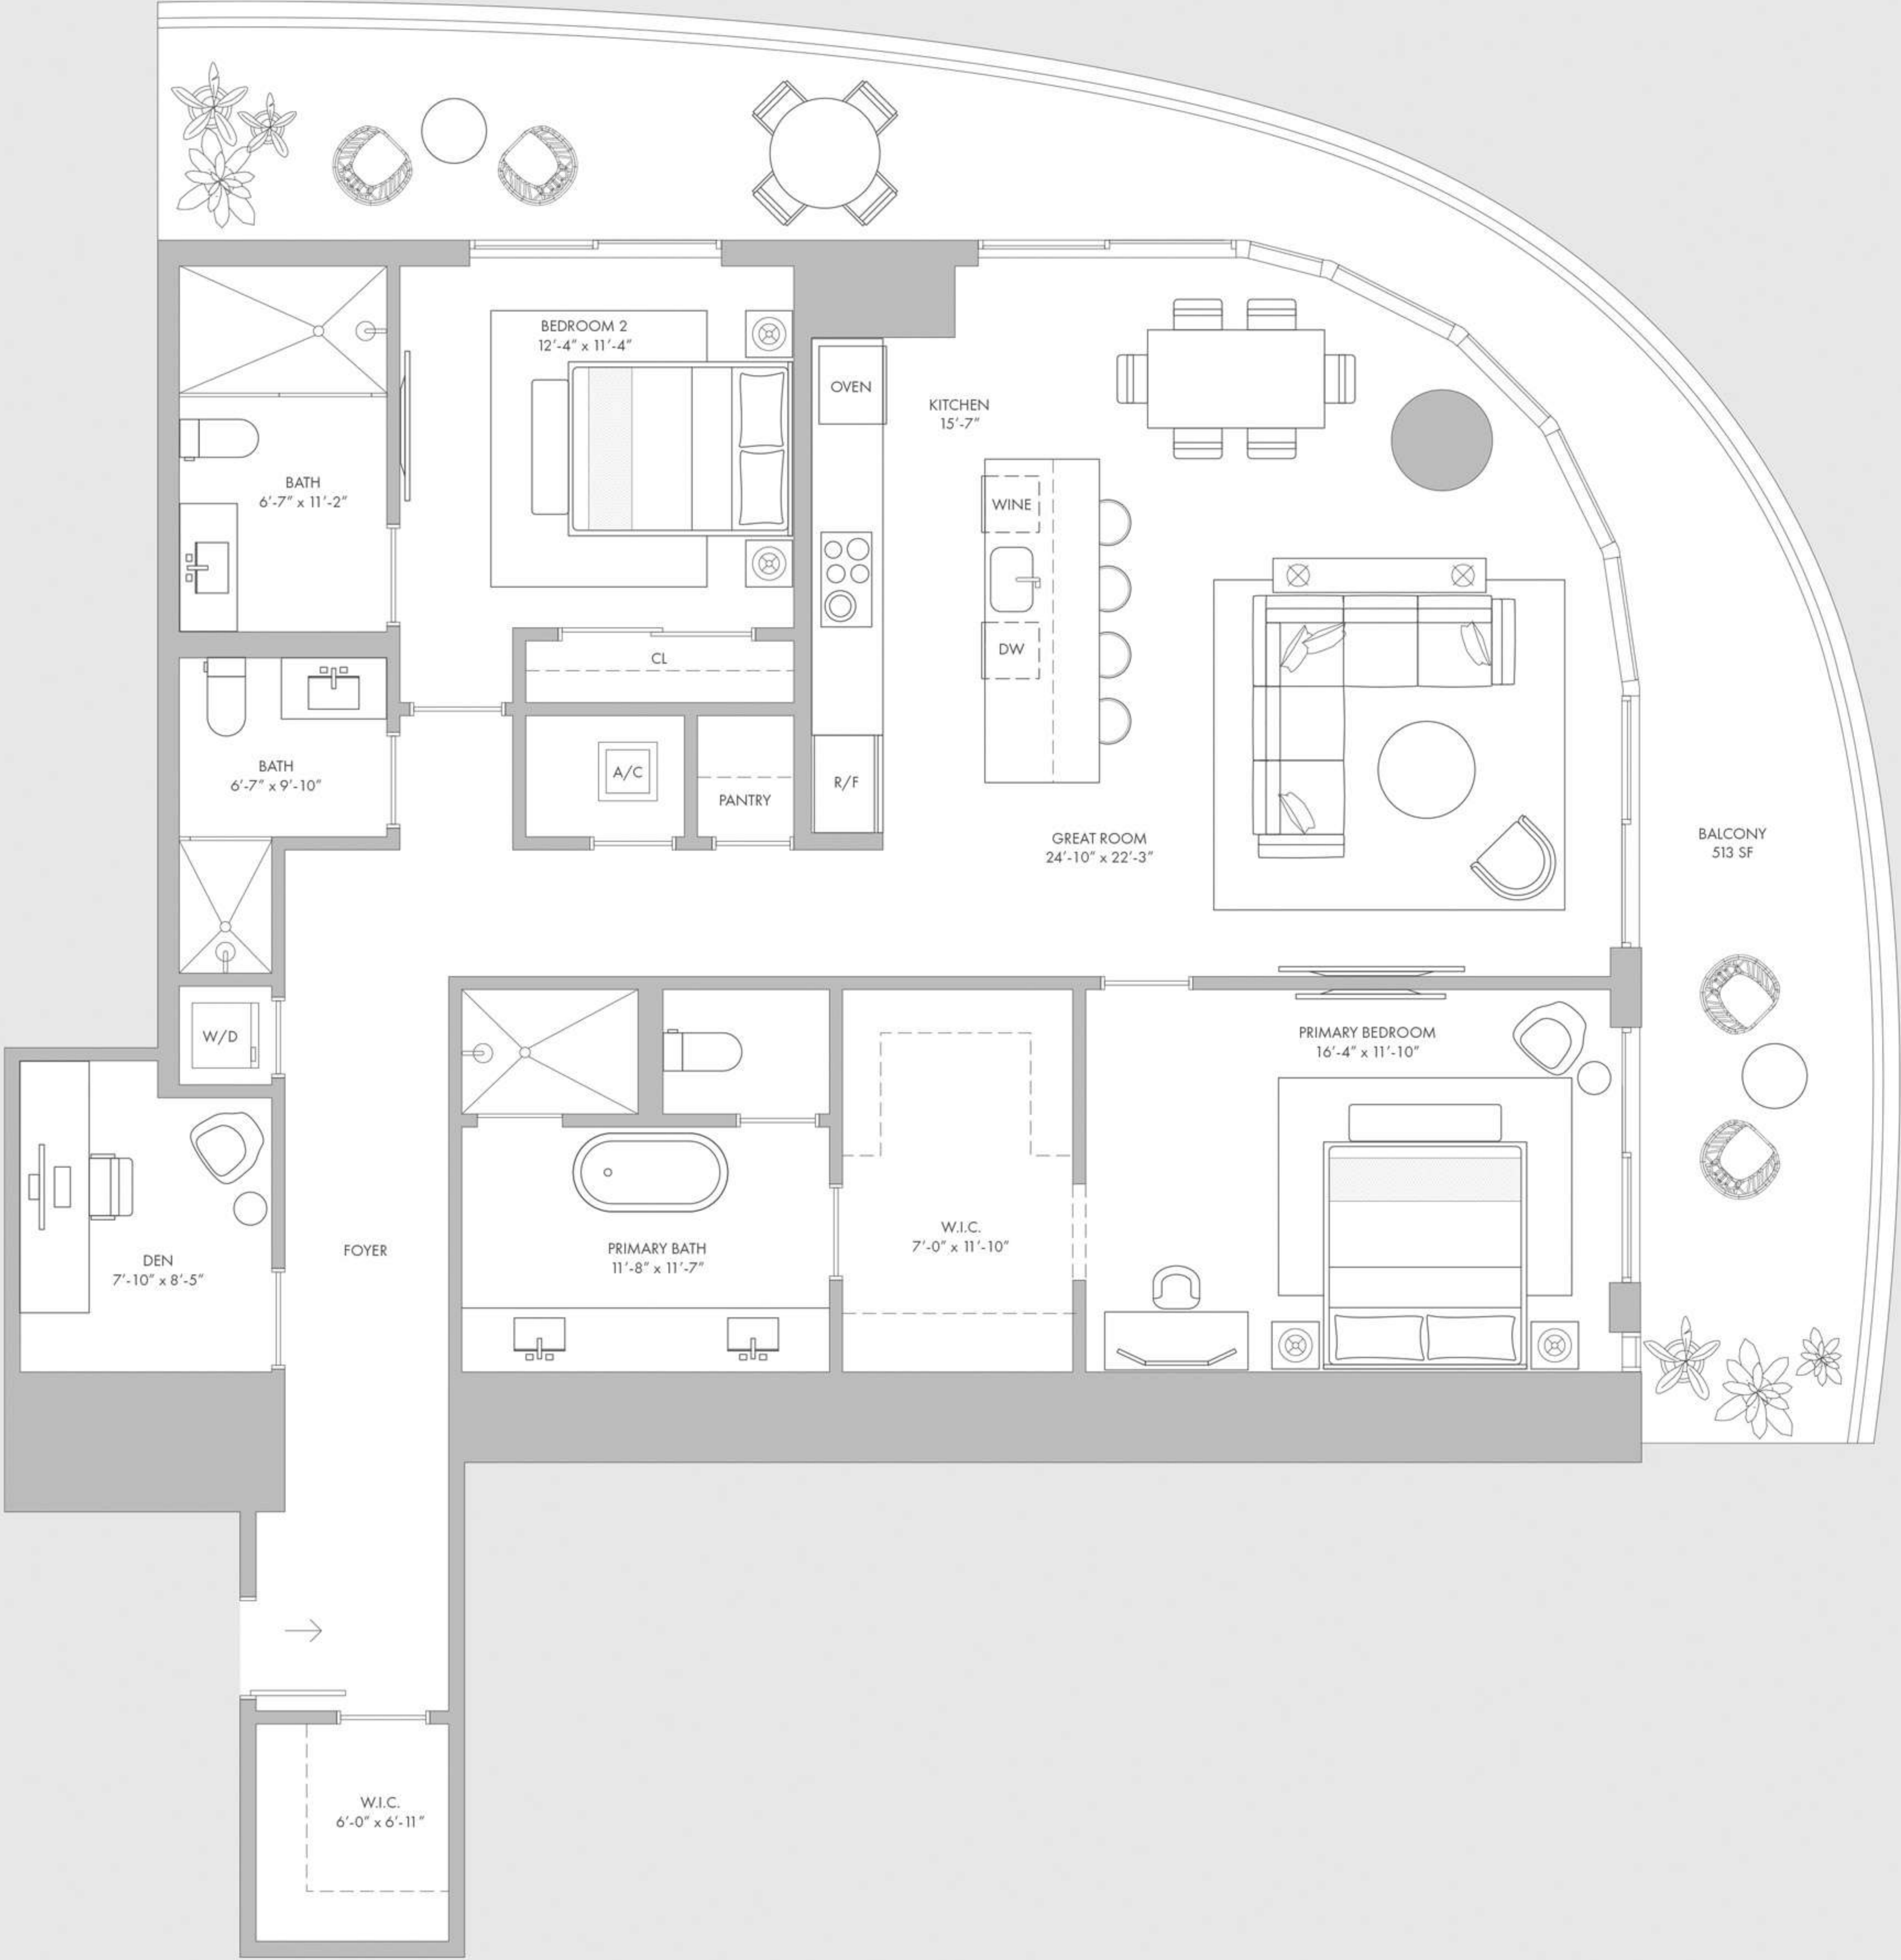 BEDROOM 2
12'-4" x 11'-4"
OVEN
KITCHEN
15'-7"
BATH
6'-7" x 11'-2"
WINE
DW
CL
BATH
6'-7" x 9'-10"
A/C
PANTRY
R/F
GREAT ROOM
24'-10" x 22'-3"
BALCONY
513 SF
W/D
PRIMARY BEDROOM
16'-4" x 11'-10"
DEN
7'-10" x 8'-5"
FOYER
PRIMARY BATH
11'-8" x 11'-7"
W.I.C.
7'-0" x 11'-10"
W.I.C.
6'-0" x 6'-11"